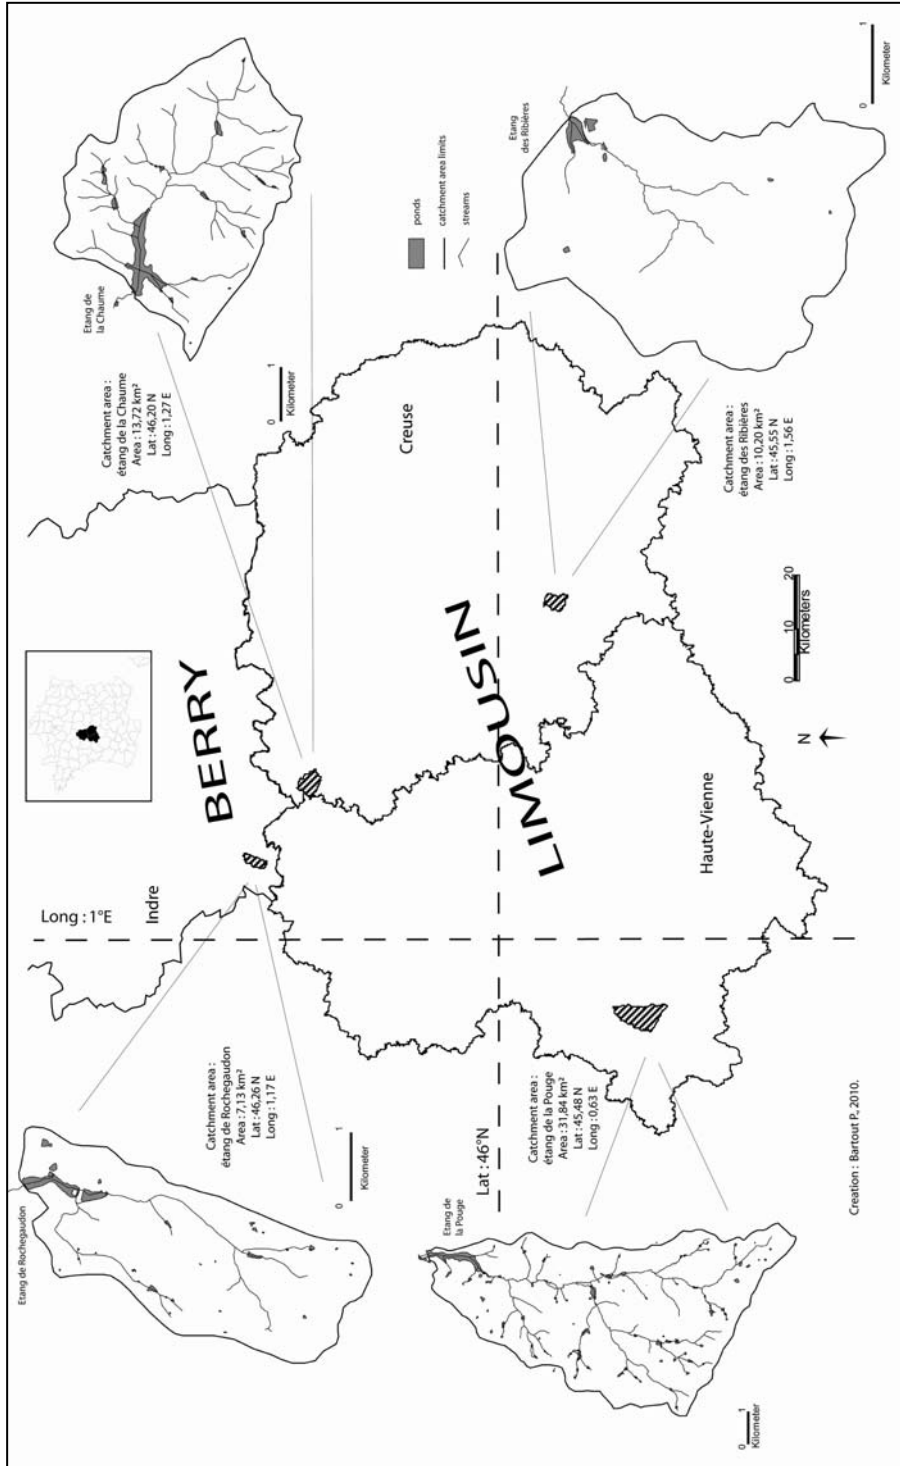 Etang de
la Chaume
Catchment area :
étang de la Chaume
Area : 13,72 km²
Lat : 46,20 N
Long : 1,27 E
0 1
Kilometer
ponds
catchment area limits
streams
Etang
des Ribières
0 1
Kilometer
Catchment area :
étang des Ribières
Area : 10,20 km²
Lat : 45,55 N
Long : 1,56 E
Creuse
BERRY
LIMOUSIN
Haute-Vienne
Indre
Long : 1°E
Lat : 46°N
0 10 20
Kilometers
N
Etang de Rochegaudon
Catchment area :
étang de Rochegaudon
Area : 7,13 km²
Lat : 46,26 N
Long : 1,17 E
0 1
Kilometer
Etang de
la Pouge
Catchment area :
étang de la Pouge
Area : 31,84 km²
Lat : 45,48 N
Long : 0,63 E
0 1
Kilometer
Creation : Bartout P., 2010.